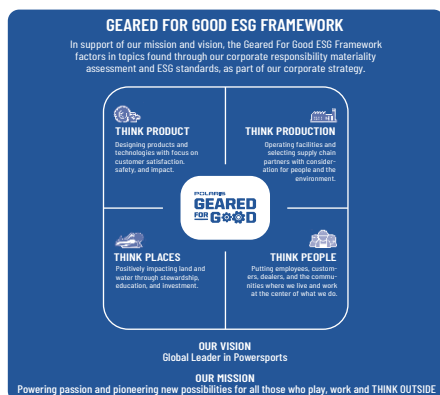 GEARED FOR GOOD ESG FRAMEWORK
In support of our mission and vision, the Geared For Good ESG Framework
factors in topics found through our corporate responsibility materiality
assessment and ESG standards, as part of our corporate strategy.
THINK PRODUCT
Designing products and
technologies with focus on
customer satisfaction.
safety, and impact.
THINK PRODUCTION
Operating facilities and
selecting supply chain
partners with consider-
ation for people and the
environment.
POLARIS
GEARED
FOR GOOD
THINK PLACES
Positively impacting land and
water through stewardship,
education, and investment.
THINK PEOPLE
Putting employees, custom-
ers, dealers, and the commu-
nities where we live and work
at the center of what we do.
OUR VISION
Global Leader in Powersports
OUR MISSION
Powering passion and pioneering new possibilities for all those who play, work and THINK OUTSIDE